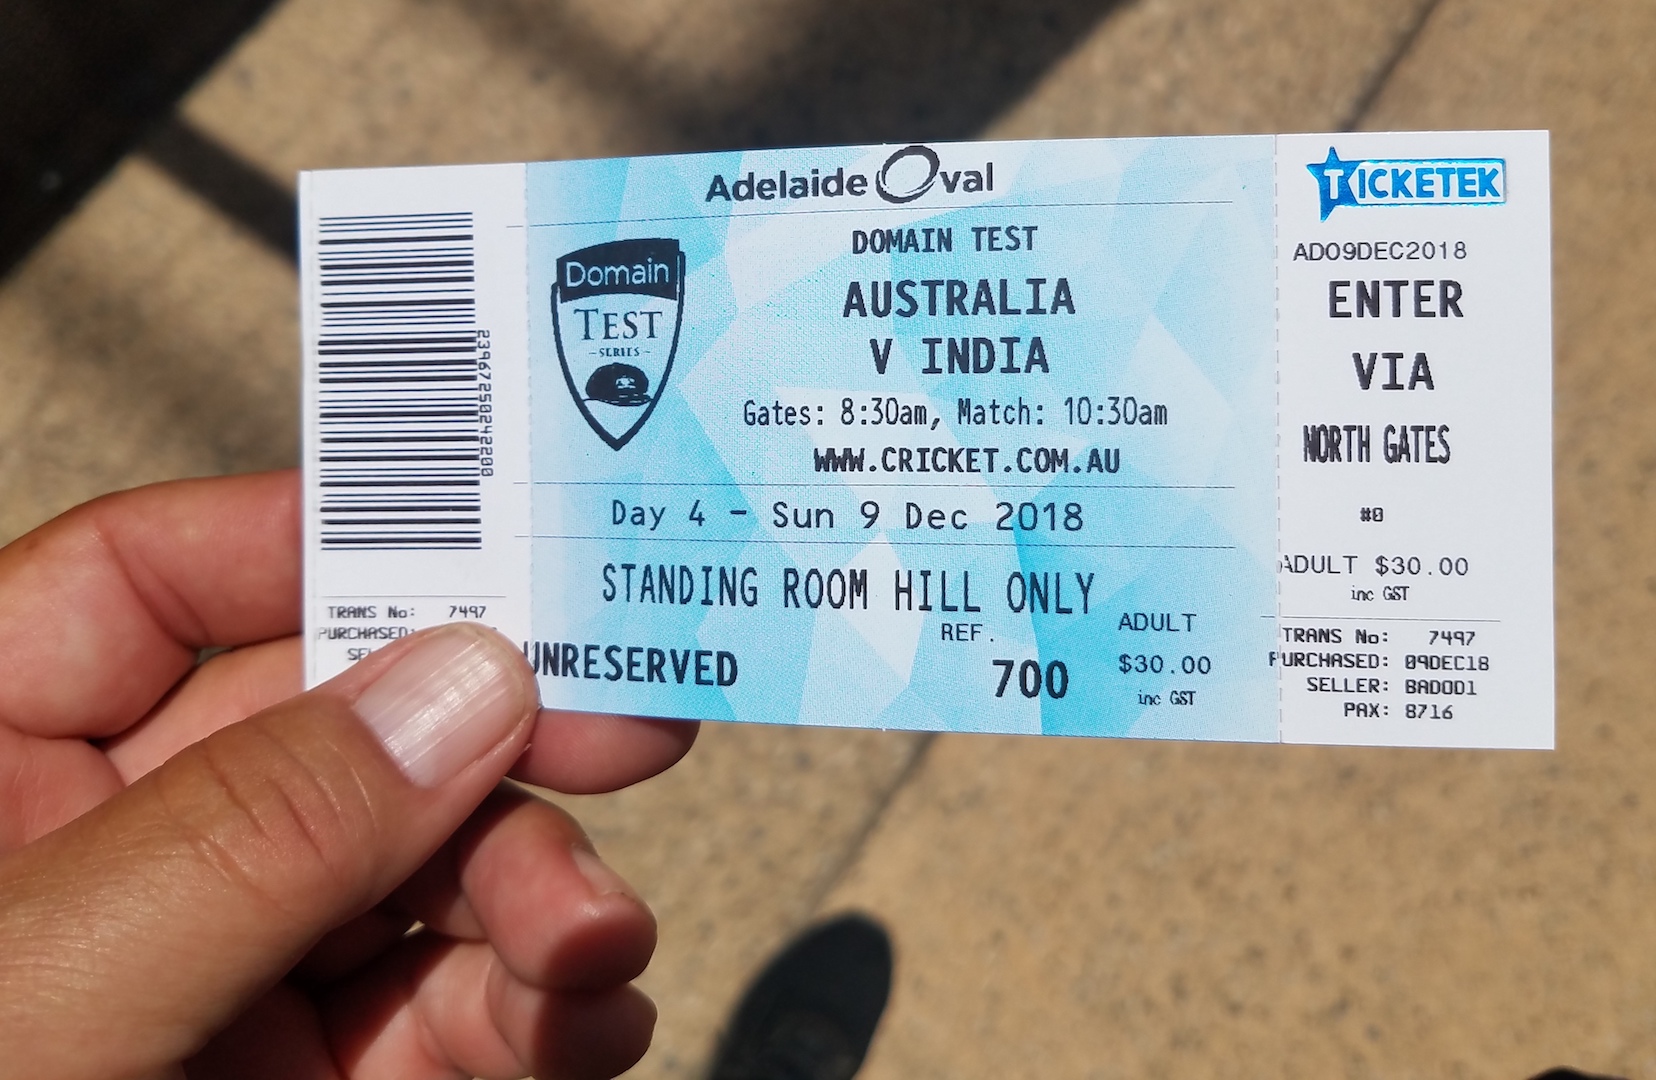 23967250242200
TRANS No: 7497
PURCHASED:
Adelaide Oval
Domain
TEST
-SERIES-
DOMAIN TEST
AUSTRALIA
V INDIA
Gates: 8:30am, Match: 10:30am
WWW.CRICKET.COM.AU
Day 4 - Sun 9 Dec 2018
STANDING ROOM HILL ONLY
UNRESERVED
REF.
700
ADULT
$30.00
inc GST
TICKETEK
ADO9DEC2018
ENTER
VIA
NORTH GATES
#0
ADULT $30.00
inc GST
TRANS No: 7497
PURCHASED: 09DEC18
SELLER: BADOD1
PAX: 8716